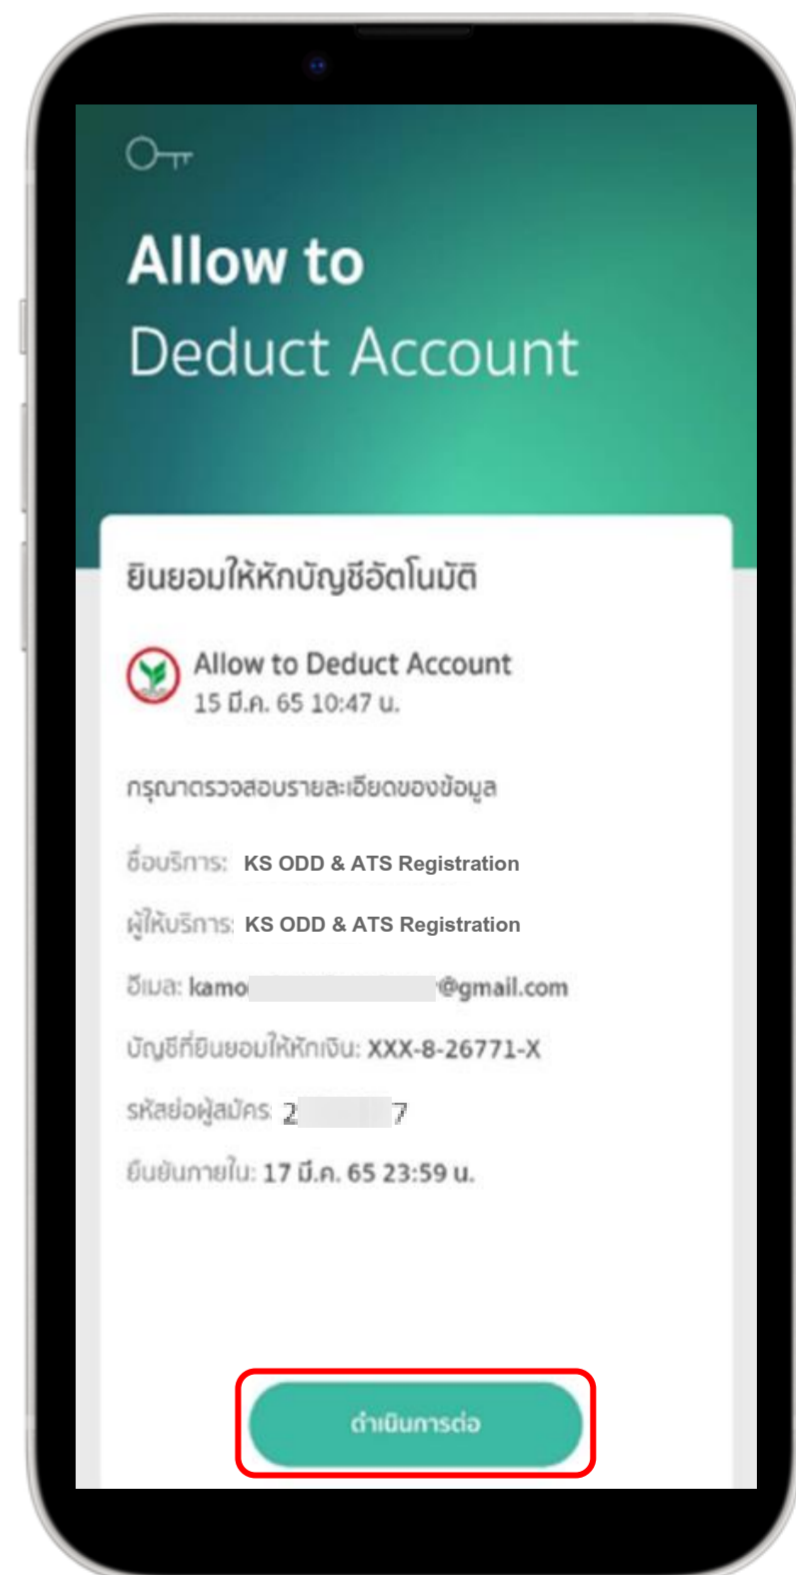 Allow to
Deduct Account
ยินยอมให้หักบัญชีอัตโนมัติ
Allow to Deduct Account
15 มี.ค. 65 10:47 น.
กรุณาตรวจสอบรายละเอียดของข้อมูล
ชื่อบริการ: KS ODD & ATS Registration
ผู้ให้บริการ: KS ODD & ATS Registration
อีเมล: kamo @gmail.com
บัญชีที่ยินยอมให้หักเงิน: XXX-8-26771-X
รหัสย่อผู้สมัคร: 2 7
ยืนยันภายใน: 17 มี.ค. 65 23:59 น.
ดำเนินการต่อ